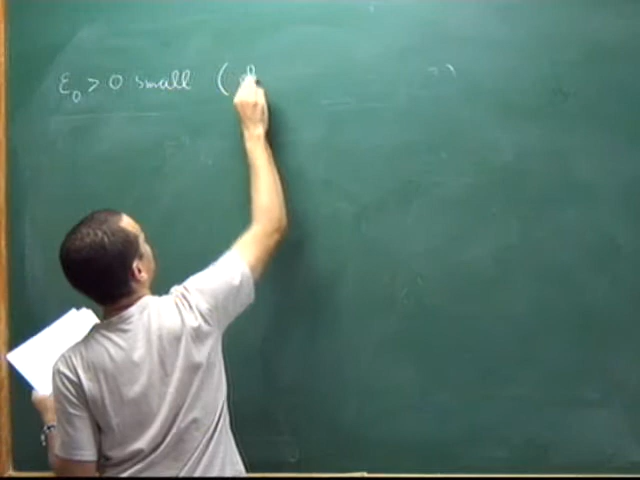 ε₀ > 0 small (